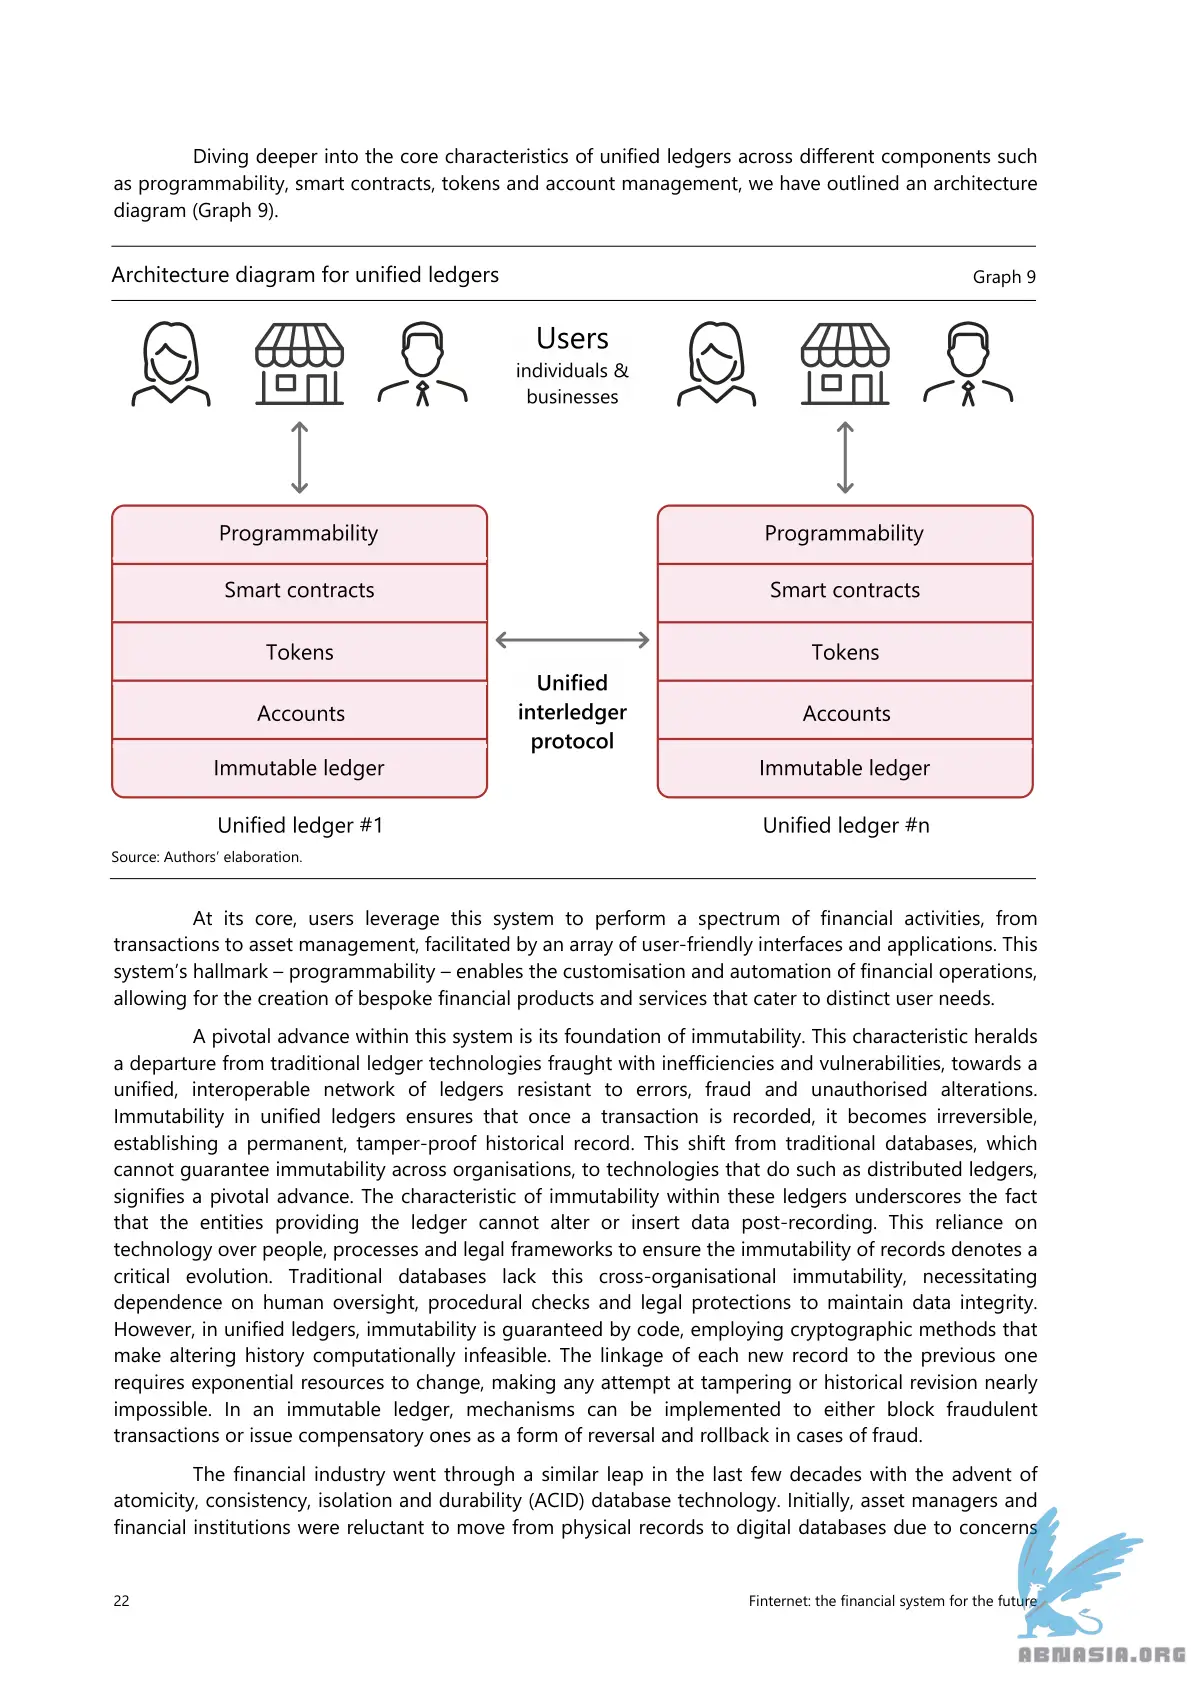 Diving deeper into the core characteristics of unified ledgers across different components such
as programmability, smart contracts, tokens and account management, we have outlined an architecture
diagram (Graph 9).
Architecture diagram for unified ledgers
Graph 9
Users
individuals &
businesses
Programmability
Smart contracts
Tokens
Accounts
Immutable ledger
Unified ledger #1
Unified
interledger
protocol
Programmability
Smart contracts
Tokens
Accounts
Immutable ledger
Unified ledger #n
Source: Authors’ elaboration.
At its core, users leverage this system to perform a spectrum of financial activities, from
transactions to asset management, facilitated by an array of user-friendly interfaces and applications. This
system’s hallmark – programmability – enables the customisation and automation of financial operations,
allowing for the creation of bespoke financial products and services that cater to distinct user needs.
A pivotal advance within this system is its foundation of immutability. This characteristic heralds
a departure from traditional ledger technologies fraught with inefficiencies and vulnerabilities, towards a
unified, interoperable network of ledgers resistant to errors, fraud and unauthorised alterations.
Immutability in unified ledgers ensures that once a transaction is recorded, it becomes irreversible,
establishing a permanent, tamper-proof historical record. This shift from traditional databases, which
cannot guarantee immutability across organisations, to technologies that do such as distributed ledgers,
signifies a pivotal advance. The characteristic of immutability within these ledgers underscores the fact
that the entities providing the ledger cannot alter or insert data post-recording. This reliance on
technology over people, processes and legal frameworks to ensure the immutability of records denotes a
critical evolution. Traditional databases lack this cross-organisational immutability, necessitating
dependence on human oversight, procedural checks and legal protections to maintain data integrity.
However, in unified ledgers, immutability is guaranteed by code, employing cryptographic methods that
make altering history computationally infeasible. The linkage of each new record to the previous one
requires exponential resources to change, making any attempt at tampering or historical revision nearly
impossible. In an immutable ledger, mechanisms can be implemented to either block fraudulent
transactions or issue compensatory ones as a form of reversal and rollback in cases of fraud.
The financial industry went through a similar leap in the last few decades with the advent of
atomicity, consistency, isolation and durability (ACID) database technology. Initially, asset managers and
financial institutions were reluctant to move from physical records to digital databases due to concerns
22
Finternet: the financial system for the future
ABNASIA.ORG